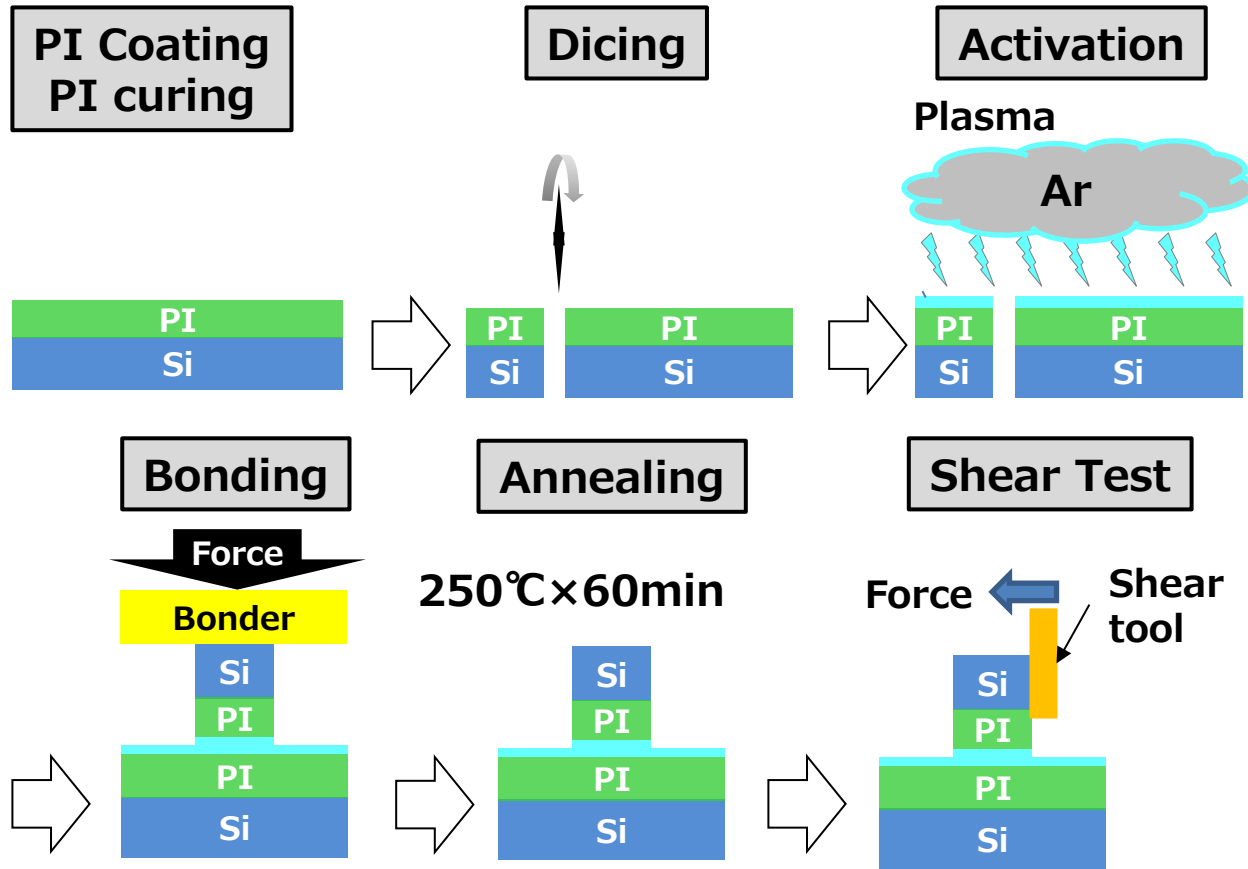 PI Coating
PI curing
Dicing
Activation
Plasma
Ar
PI
Si
PI
Si
PI
Si
PI
Si
PI
Si
Bonding
Annealing
Shear Test
Force
Bonder
Si
PI
PI
Si
250℃×60min
Si
PI
PI
Si
Force
Shear
tool
Si
PI
PI
Si